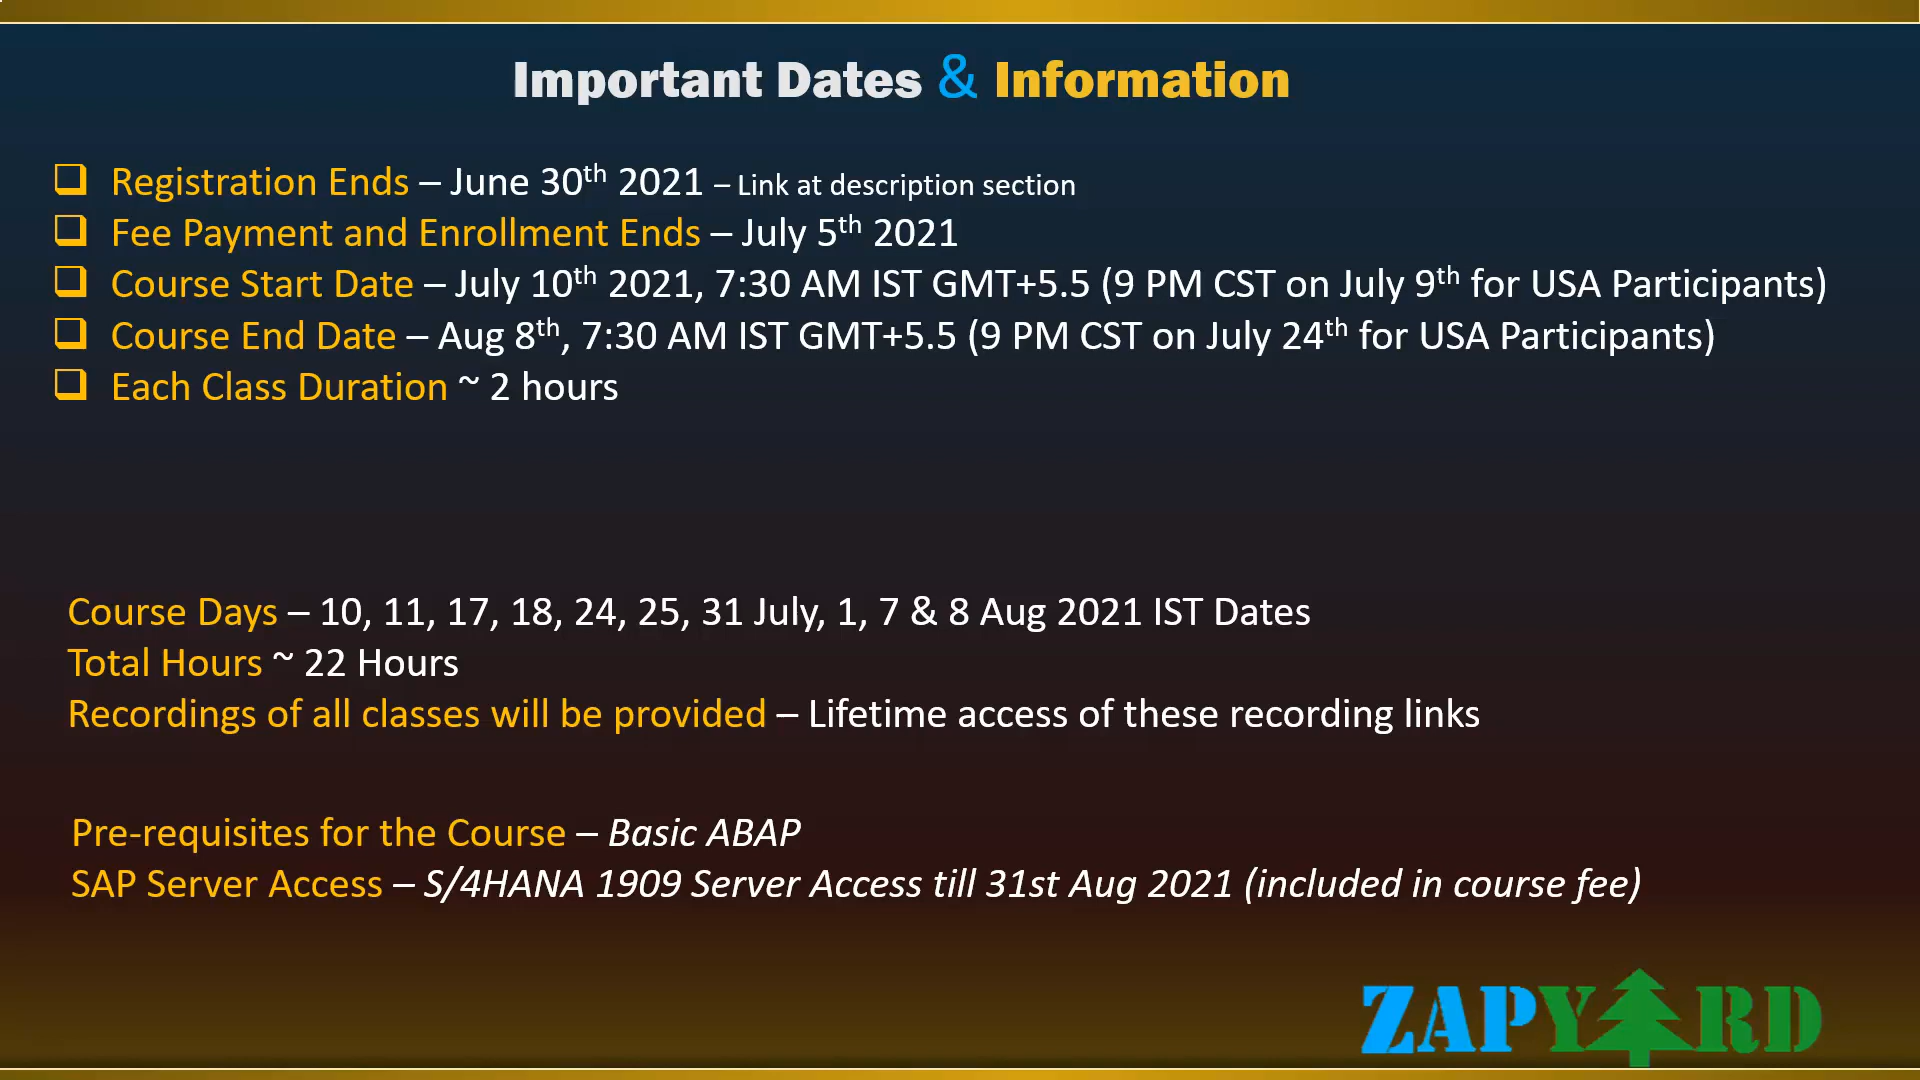 Important Dates & Information
Registration Ends – June 30th 2021 – Link at description section
Fee Payment and Enrollment Ends – July 5th 2021
Course Start Date – July 10th 2021, 7:30 AM IST GMT+5.5 (9 PM CST on July 9th for USA Participants)
Course End Date – Aug 8th, 7:30 AM IST GMT+5.5 (9 PM CST on July 24th for USA Participants)
Each Class Duration ~ 2 hours
Course Days – 10, 11, 17, 18, 24, 25, 31 July, 1, 7 & 8 Aug 2021 IST Dates
Total Hours ~ 22 Hours
Recordings of all classes will be provided – Lifetime access of these recording links
Pre-requisites for the Course – Basic ABAP
SAP Server Access – S/4HANA 1909 Server Access till 31st Aug 2021 (included in course fee)
ZAPYARD